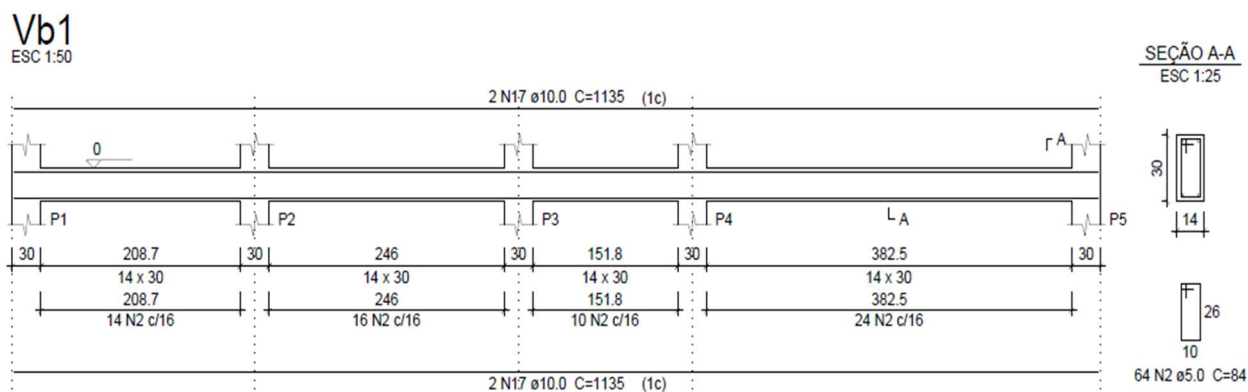 Vb1
ESC 1:50
SEÇÃO A-A
ESC 1:25
2 N17 ø10.0 C=1135 (1c)
0
A
30
P1 P2 P3 P4 A P5
14
30 208.7 30 246 30 151.8 30 382.5 30
14 x 30 14 x 30 14 x 30 14 x 30
208.7 246 151.8 382.5
14 N2 c/16 16 N2 c/16 10 N2 c/16 24 N2 c/16
26
10
64 N2 ø5.0 C=84
2 N17 ø10.0 C=1135 (1c)